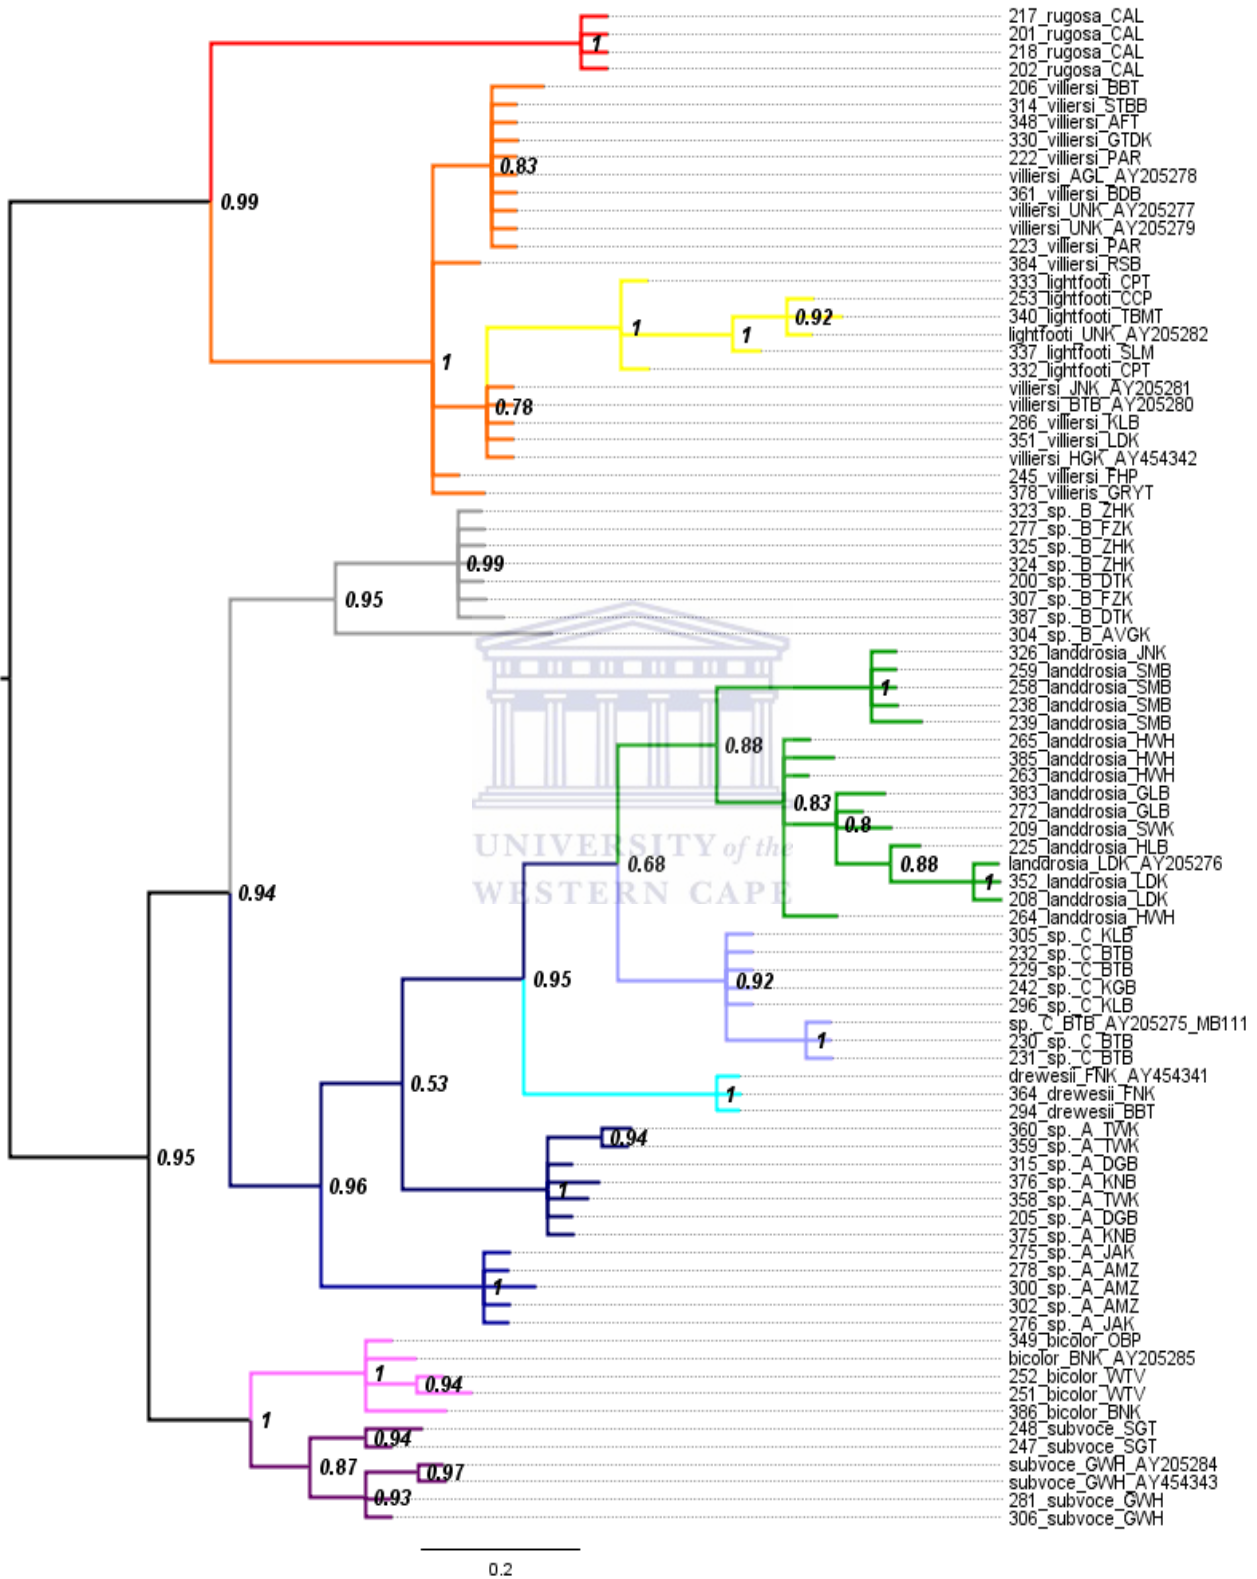 217_rugosa_CAL
201_rugosa_CAL
1
218_rugosa_CAL
202_rugosa_CAL
206_villiersi_BBT
314_villiersi_STBB
348_villiersi_AFT
330_villiersi_GTDK
222_villiersi_PAR
0.83
villiersi_AGL_AY205278
361_villiersi_BDB
0.99
villiersi_UNK_AY205277
villiersi_UNK_AY205279
223_villiersi_PAR
384_villiersi_RSB
333_lightfooti_CPT
253_lightfooti_CCP
0.92
340_lightfooti_TBMT
1
1
lightfooti_UNK_AY205282
337_lightfooti_SLM
1
332_lightfooti_CPT
villiersi_JNK_AY205281
0.78
villiersi_BTB_AY205280
286_villiersi_KLB
351_villiersi_LDK
villiersi_HGK_AY454342
245_villiersi_FHP
378_villieris_GRYT
323_sp._B_ZHK
277_sp._B_FZK
325_sp._B_ZHK
0.99
324_sp._B_ZHK
200_sp._B_DTK
0.95
307_sp._B_FZK
387_sp._B_DTK
304_sp._B_AVGK
326_landdrosia_JNK
259_landdrosia_SMB
1
258_landdrosia_SMB
238_landdrosia_SMB
239_landdrosia_SMB
0.88
265_landdrosia_HWH
385_landdrosia_HWH
263_landdrosia_HWH
383_landdrosia_GLB
0.83
272_landdrosia_GLB
0.8
209_landdrosia_SWK
UNIVERSITY of the
225_landdrosia_HLB
0.68
0.88
landdrosia_LDK_AY205276
1
352_landdrosia_LDK
WESTERN CAPE
0.94
208_landdrosia_LDK
264_landdrosia_HWH
305_sp._C_KLB
232_sp._C_BTB
229_sp._C_BTB
0.95
0.92
242_sp._C_KGB
296_sp._C_KLB
sp._C_BTB_AY205275_MB111
1
230_sp._C_BTB
231_sp._C_BTB
drewesii_FNK_AY454341
0.53
1
364_drewesii_FNK
294_drewesii_BBT
360_sp._A_TWK
0.94
359_sp._A_TWK
0.95
315_sp._A_DGB
376_sp._A_KNB
0.96
1
358_sp._A_TWK
205_sp._A_DGB
375_sp._A_KNB
275_sp._A_JAK
278_sp._A_AMZ
1
300_sp._A_AMZ
302_sp._A_AMZ
276_sp._A_JAK
349_bicolor_OBP
bicolor_BNK_AY205285
1
252_bicolor_WTV
0.94
251_bicolor_WTV
386_bicolor_BNK
1
248_subvoce_SGT
0.94
247_subvoce_SGT
0.87
subvoce_GWH_AY205284
0.97
subvoce_GWH_AY454343
0.93
281_subvoce_GWH
306_subvoce_GWH
0.2